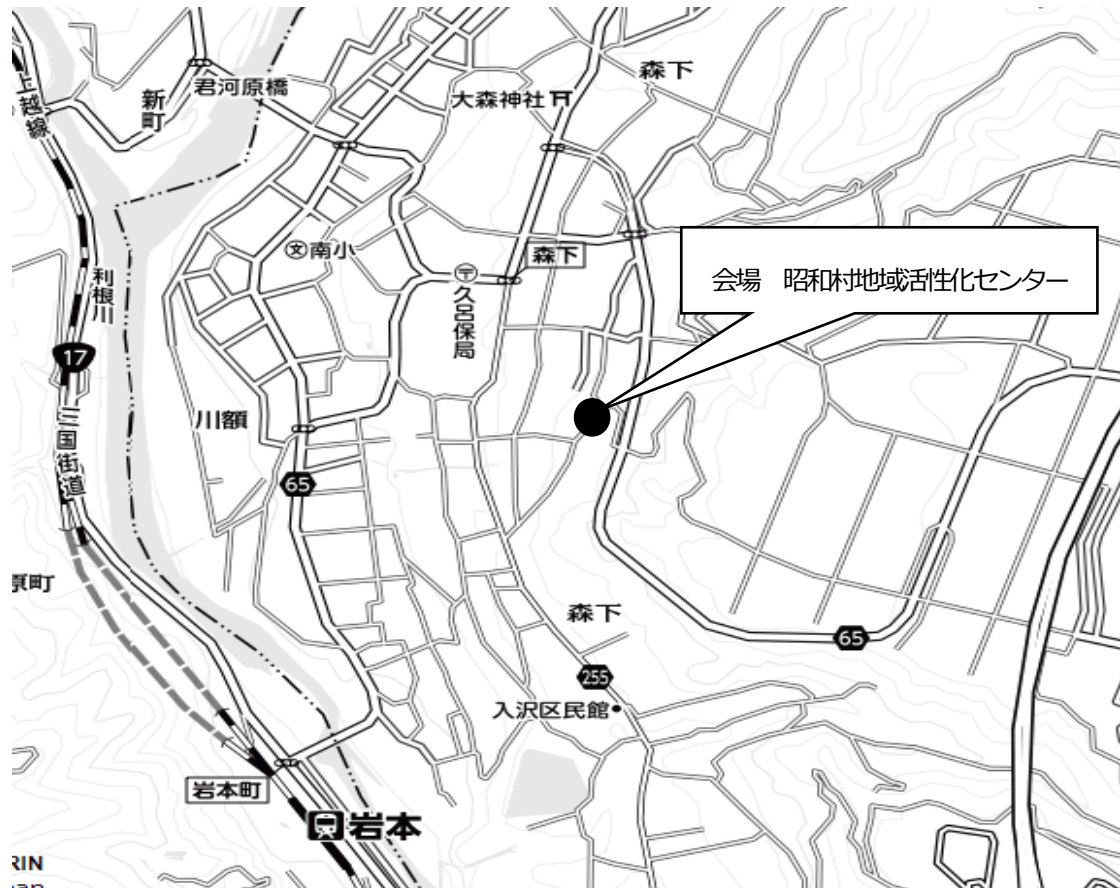 森下
君河原橋
上越線
新町
大森神社
文南小
森下
〒
久呂保局
会場　昭和村地域活性化センター
利根川
17
三国街道
川額
65
原町
森下
65
255
入沢区民館
岩本町
岩本
RIN